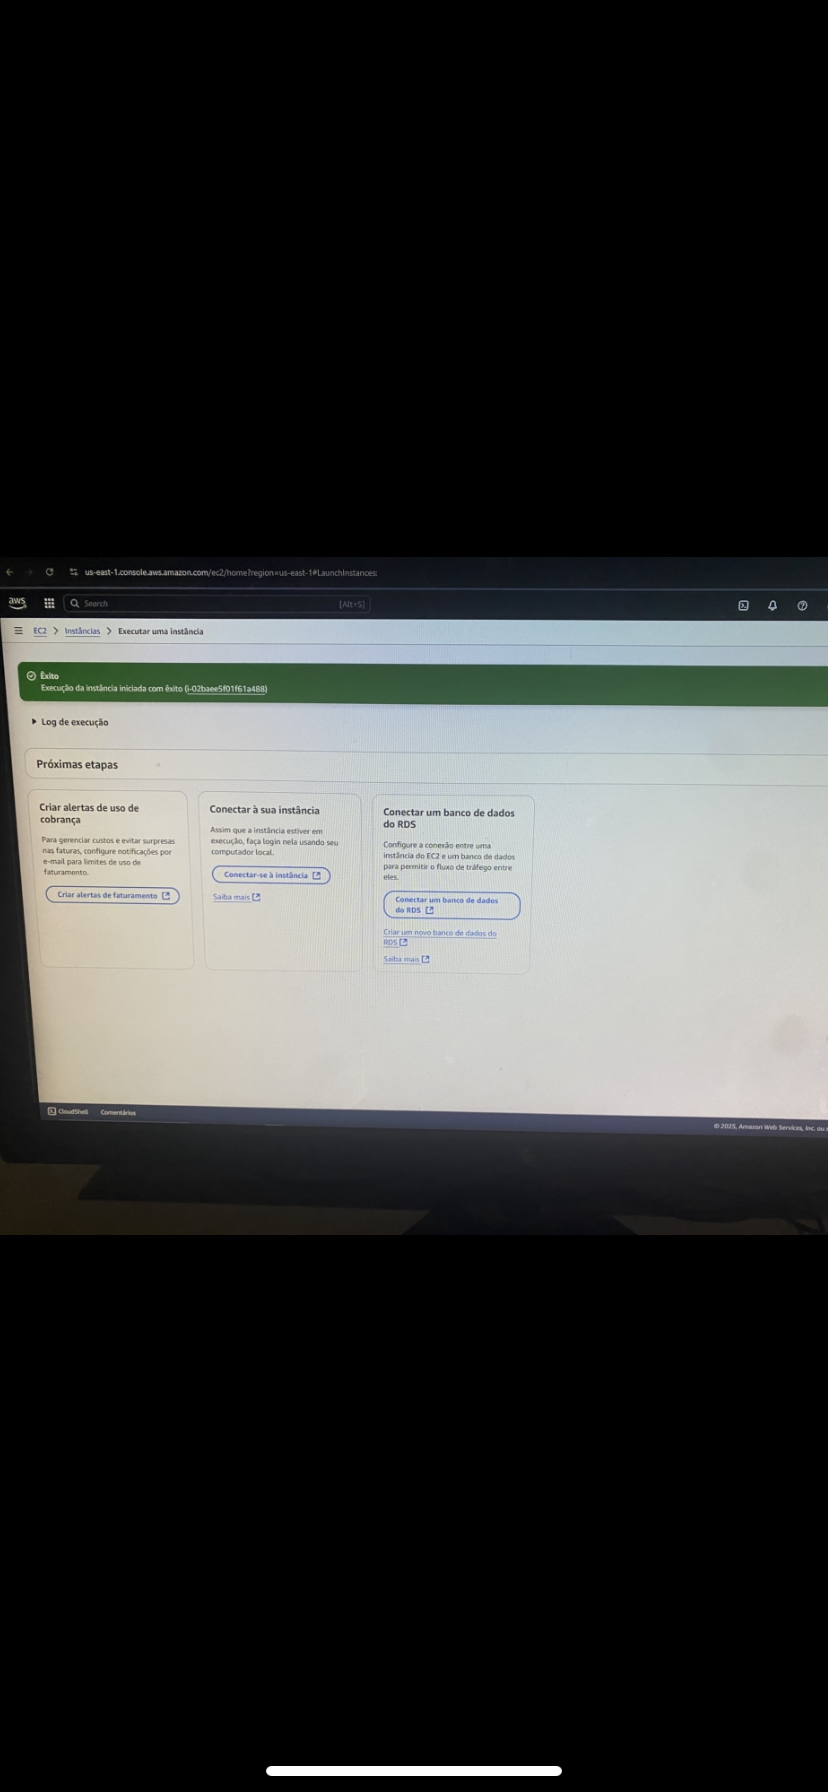 us-east-1.console.aws.amazon.com/ec2/home?region=us-east-1#LaunchInstances:
aws
Search
[Alt+S]
EC2 > Instâncias > Executar uma instância
Êxito
Execução da instância iniciada com êxito (i-02baee5f01f61a488)
Log de execução
Próximas etapas
Criar alertas de uso de
cobrança
Para gerenciar custos e evitar surpresas
nas faturas, configure notificações por
e-mail para limites de uso de
faturamento.
Criar alertas de faturamento
Conectar à sua instância
Assim que a instância estiver em
execução, faça login nela usando seu
computador local.
Conectar-se à instância
Saiba mais
Conectar um banco de dados
do RDS
Configure a conexão entre uma
instância do EC2 e um banco de dados
para permitir o fluxo de tráfego entre
eles.
Conectar um banco de dados
do RDS
Criar um novo banco de dados do
RDS
Saiba mais
CloudShell
Comentários
© 2025, Amazon Web Services, Inc. ou